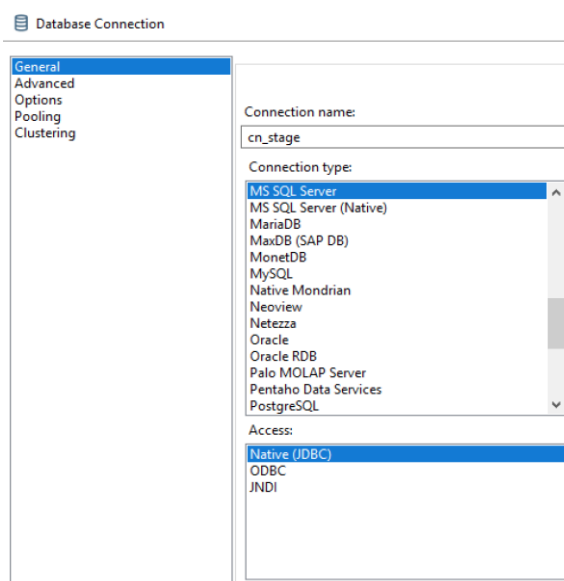 Database Connection
General
Advanced
Options
Pooling
Clustering
Connection name:
cn_stage
Connection type:
MS SQL Server
MS SQL Server (Native)
MariaDB
MaxDB (SAP DB)
MonetDB
MySQL
Native Mondrian
Neoview
Netezza
Oracle
Oracle RDB
Palo MOLAP Server
Pentaho Data Services
PostgreSQL
Access:
Native (JDBC)
ODBC
JNDI